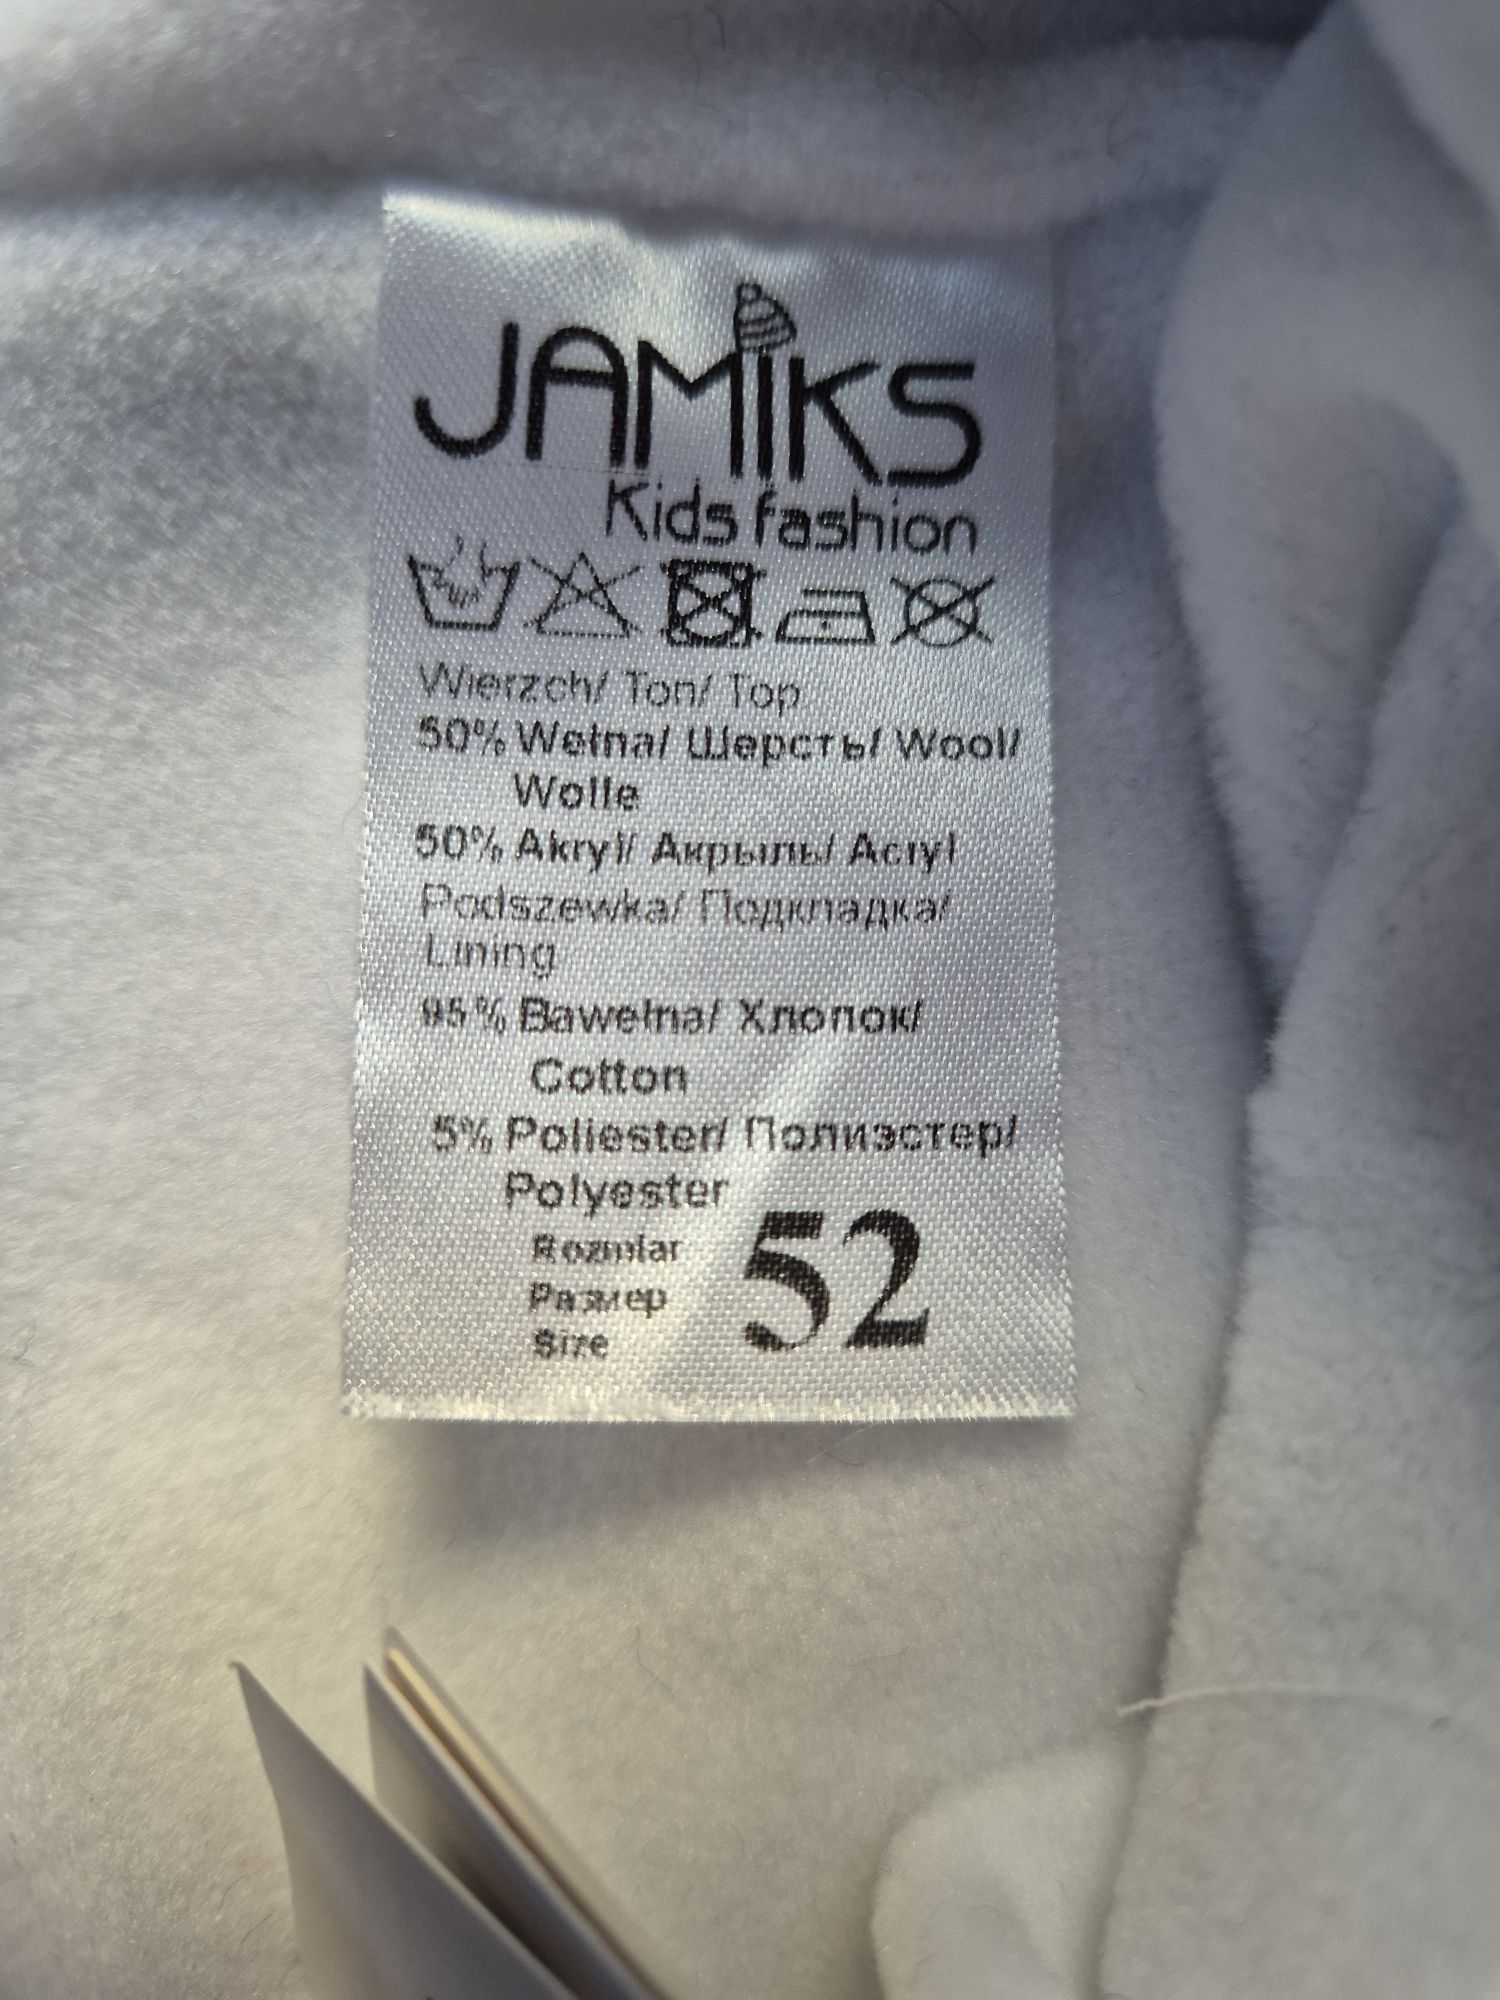 JAMIKS
Kids fashion
Wierzch/ Топ/ Top
50% Wełna/ Шерсть/ Wool/
Wolle
50% Akryl/ Акрыль/ Acryl
Podszewka/ Подкладка/
Lining
95% Bawełna/ Хлопок/
Cotton
5% Poliester/ Полиэстер/
Polyester
Rozmiar
Размер
Size
52